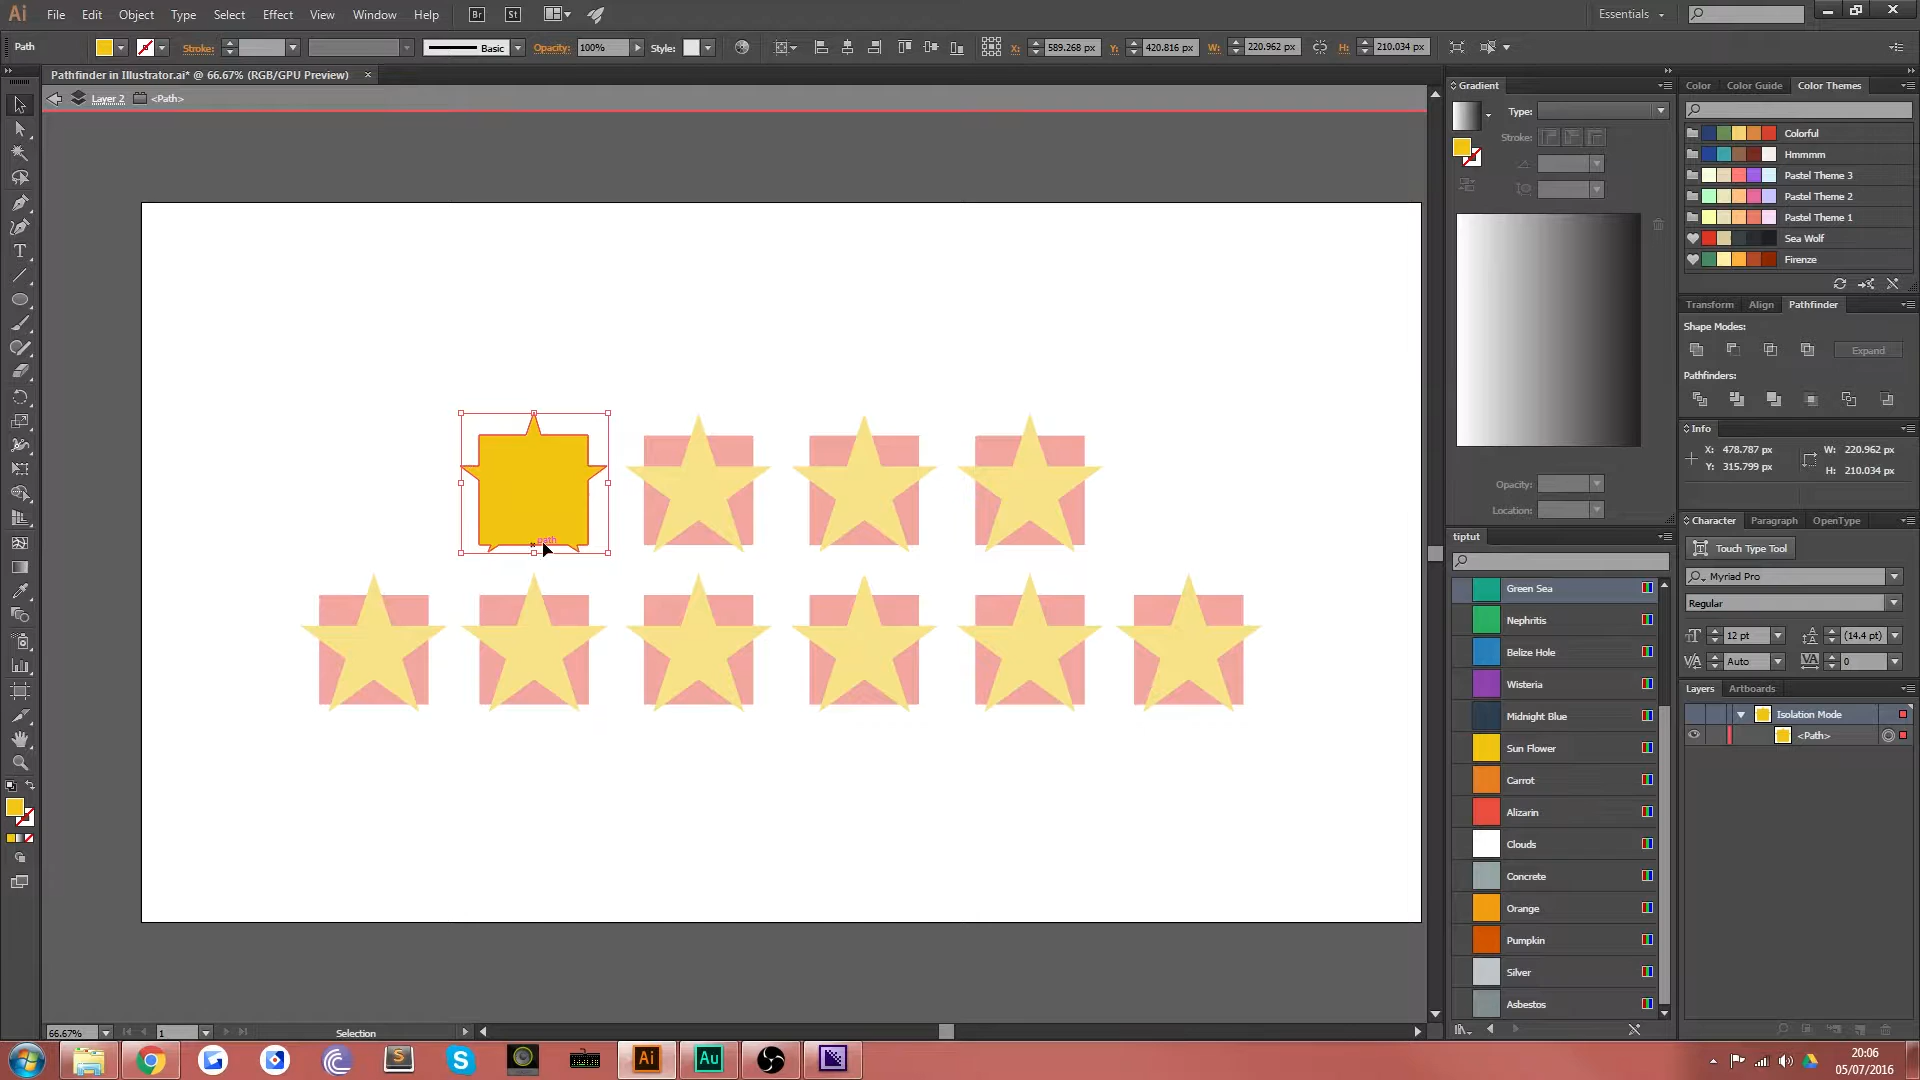 Ai File Edit Object Type Select Effect View Window Help Br St Essentials
Path Stroke: Basic Opacity: 100% Style: X: 589.268 px Y: 420.816 px W: 220.962 px H: 210.034 px
Pathfinder in Illustrator.ai* @ 66.67% (RGB/GPU Preview) ×
Layer 2 <Path>
path
66.67% 1 Selection
Gradient
Type:
Stroke:
Opacity:
Location:
tiptut
Green Sea
Nephritis
Belize Hole
Wisteria
Midnight Blue
Sun Flower
Carrot
Alizarin
Clouds
Concrete
Orange
Pumpkin
Silver
Asbestos
Color Color Guide Color Themes
Colorful
Hmmmm
Pastel Theme 3
Pastel Theme 2
Pastel Theme 1
Sea Wolf
Firenze
Transform Align Pathfinder
Shape Modes:
Expand
Pathfinders:
Info
X: 478.787 px W: 220.962 px
Y: 315.799 px H: 210.034 px
Character Paragraph OpenType
Touch Type Tool
Myriad Pro
Regular
12 pt (14.4 pt)
Auto 0
Layers Artboards
Isolation Mode
<Path>
Ai Au
20:06
05/07/2016